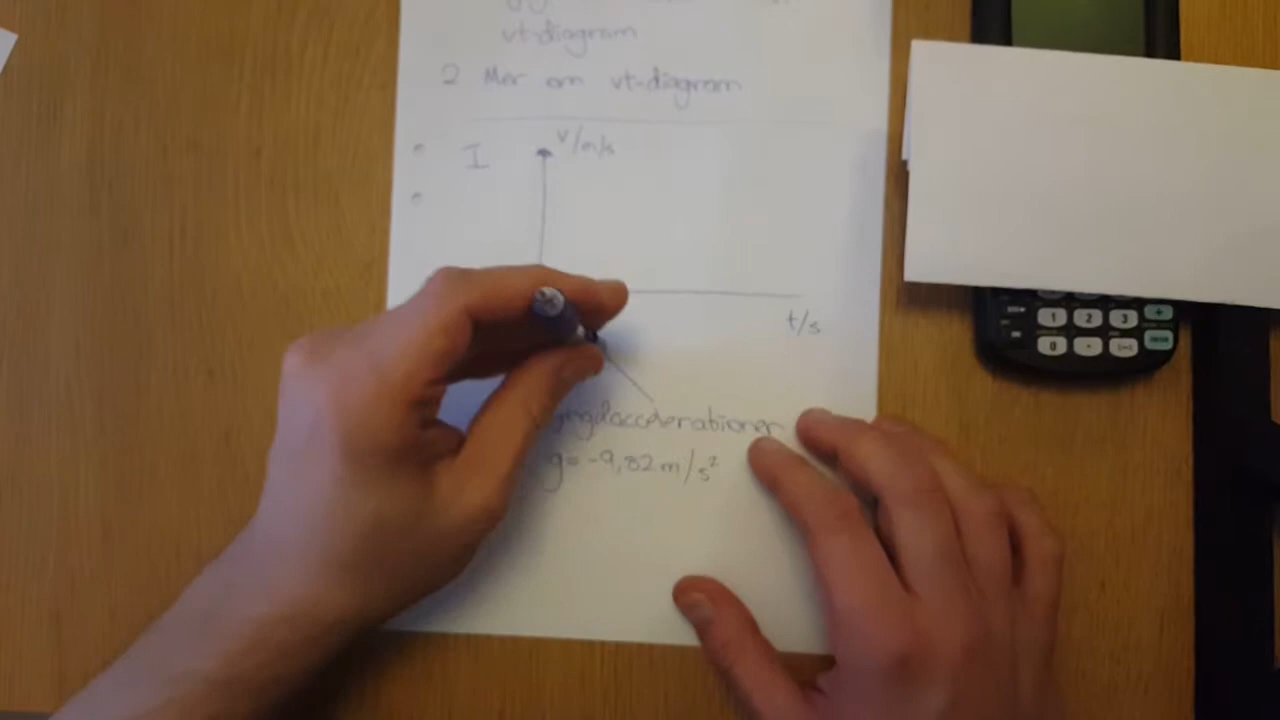 vt-diagram
2 Mer om vt-diagram
I
v/m/s
t/s
g=-9,82 m/s²
1 2 3 +
0 . (-)